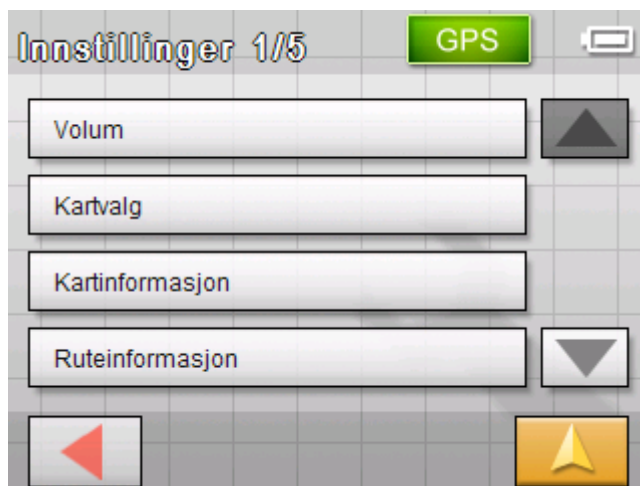 Innstillinger 1/5
GPS
Volum
Kartvalg
Kartinformasjon
Ruteinformasjon